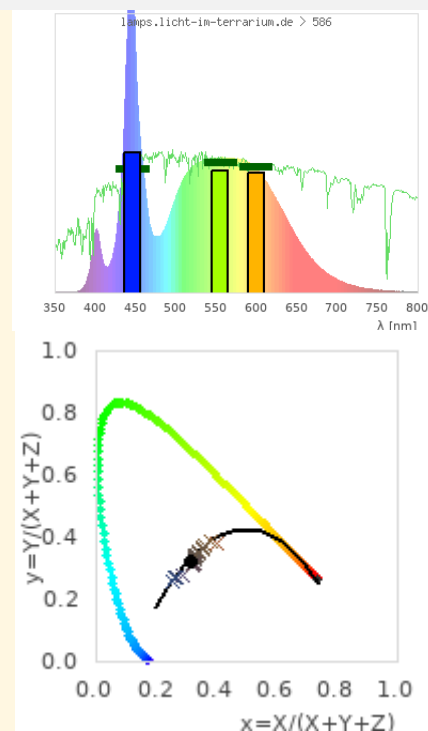 lamps.licht-im-terrarium.de > 586
350 400 450 500 550 600 650 700 750 800
λ [nm]
1.0
0.8
0.6
0.4
0.2
0.0
y=Y/(X+Y+Z)
0.0 0.2 0.4 0.6 0.8 1.0
x=X/(X+Y+Z)